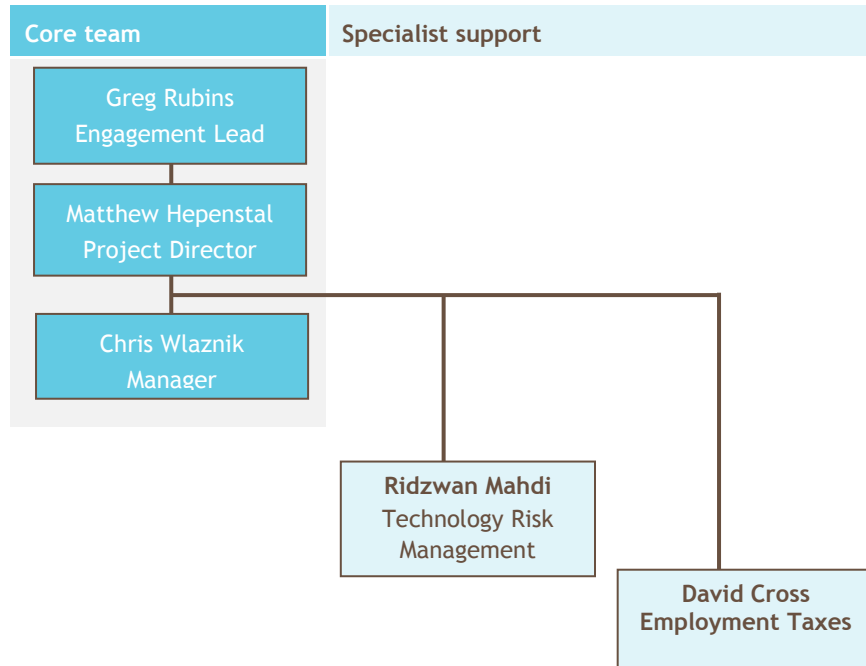 Core team
Specialist support
Greg Rubins
Engagement Lead
Matthew Hepenstal
Project Director
Chris Wlaznik
Manager
Ridzwan Mahdi
Technology Risk
Management
David Cross
Employment Taxes